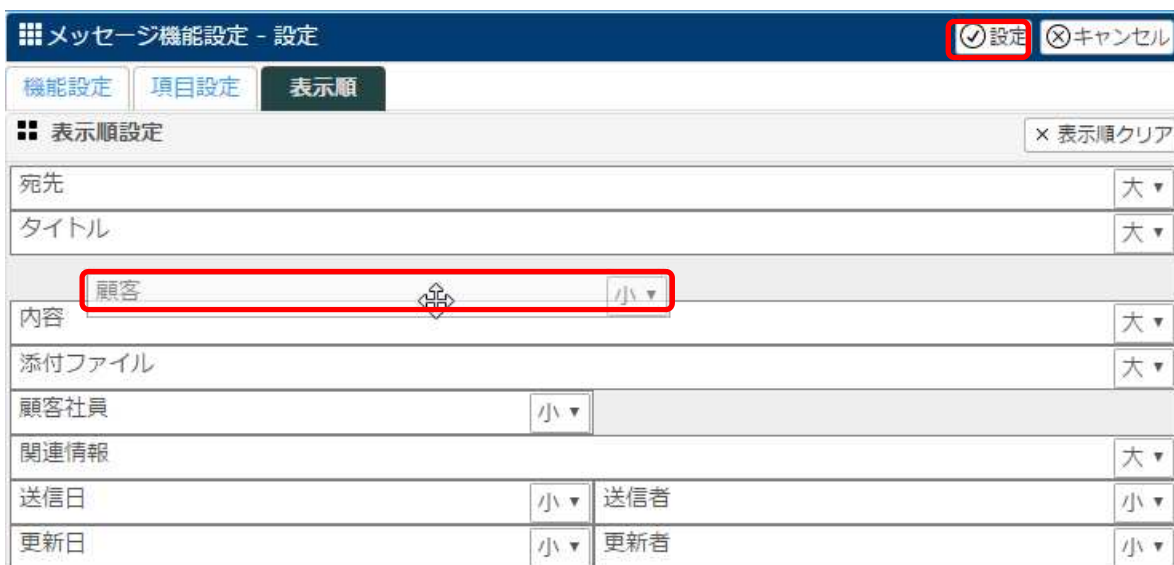 メッセージ機能設定 - 設定 設定 キャンセル
機能設定 項目設定 表示順
表示順設定 × 表示順クリア
宛先 大 ▼
タイトル 大 ▼
顧客 小 ▼
内容 大 ▼
添付ファイル 大 ▼
顧客社員 小 ▼
関連情報 大 ▼
送信日 小 ▼ 送信者 小 ▼
更新日 小 ▼ 更新者 小 ▼